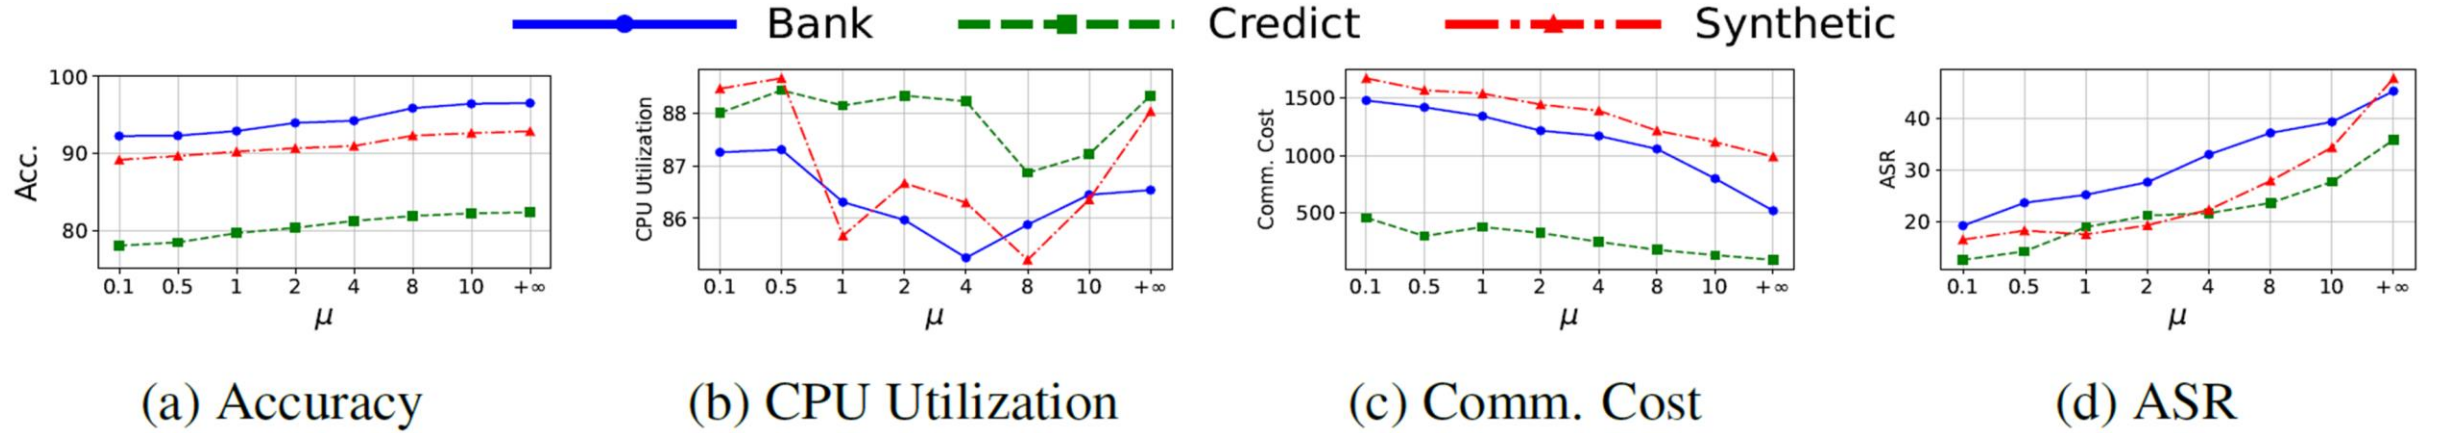 Bank Credict Synthetic
Acc.
100
90
80
0.1 0.5 1 2 4 8 10 +∞
μ
(a) Accuracy
CPU Utilization
88
87
86
0.1 0.5 1 2 4 8 10 +∞
μ
(b) CPU Utilization
Comm. Cost
1500
1000
500
0.1 0.5 1 2 4 8 10 +∞
μ
(c) Comm. Cost
ASR
40
30
20
0.1 0.5 1 2 4 8 10 +∞
μ
(d) ASR